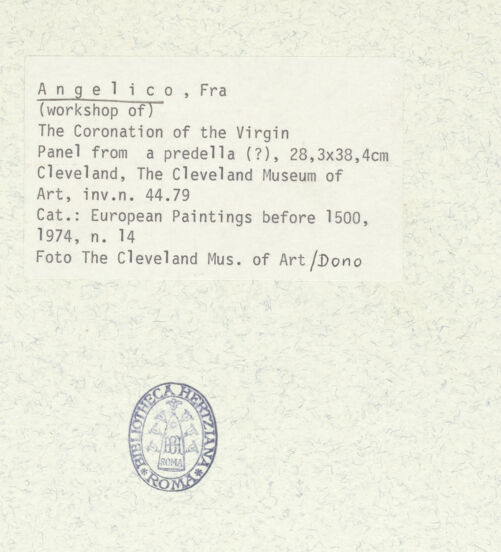 Angelico, Fra
(workshop of)
The Coronation of the Virgin
Panel from a predella (?), 28,3x38,4cm
Cleveland, The Cleveland Museum of
Art, inv.n. 44.79
Cat.: European Paintings before 1500,
1974, n. 14
Foto The Cleveland Mus. of Art/Dono
BIBLIOTHECA HERTZIANA
ROMA
*ROMA*